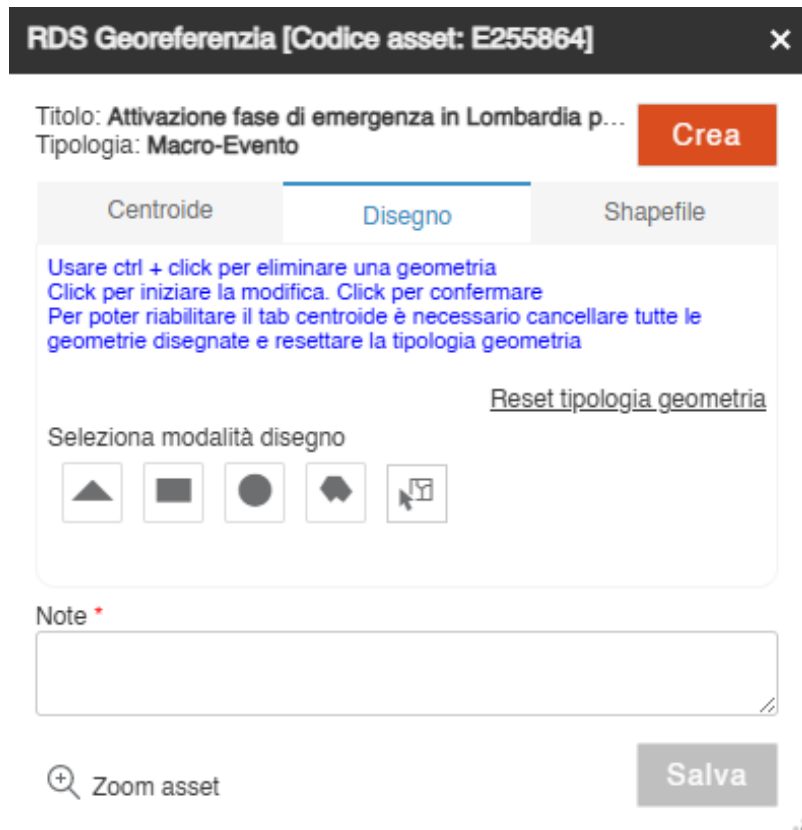 RDS Georeferenzia [Codice asset: E255864]
Titolo: Attivazione fase di emergenza in Lombardia p...
Tipologia: Macro-Evento
Crea
Centroide Disegno Shapefile
Usare ctrl + click per eliminare una geometria
Click per iniziare la modifica. Click per confermare
Per poter riabilitare il tab centroide è necessario cancellare tutte le
geometrie disegnate e resettare la tipologia geometria
Reset tipologia geometria
Seleziona modalità disegno
Note *
Zoom asset
Salva